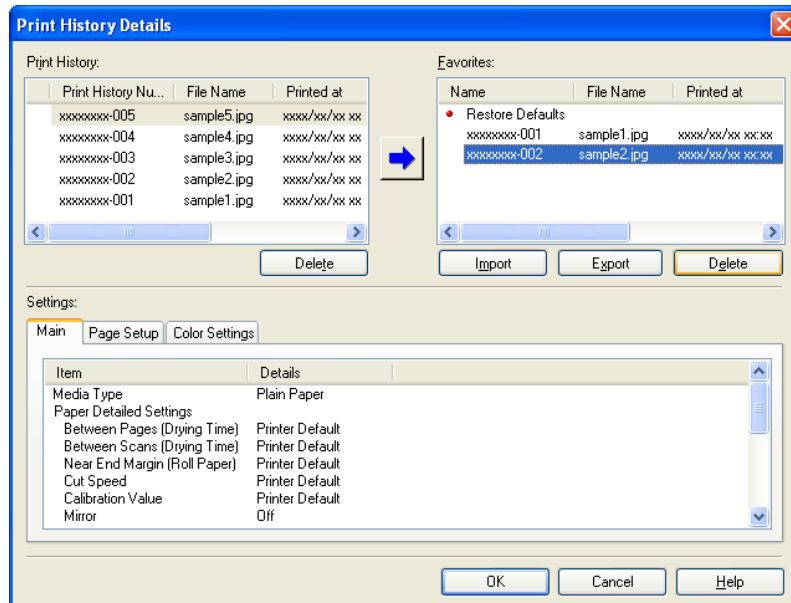 Print History Details
Print History:
Favorites:
Print History Nu... File Name Printed at
xxxxxxxx-005 sample5.jpg xxxx/xx/xx xx
xxxxxxxx-004 sample4.jpg xxxx/xx/xx xx
xxxxxxxx-003 sample3.jpg xxxx/xx/xx xx
xxxxxxxx-002 sample2.jpg xxxx/xx/xx xx
xxxxxxxx-001 sample1.jpg xxxx/xx/xx xx
Delete
Name File Name Printed at
Restore Defaults
xxxxxxxx-001 sample1.jpg xxxx/xx/xx xx:xx
xxxxxxxx-002 sample2.jpg xxxx/xx/xx xx:xx
Import Export Delete
Settings:
Main Page Setup Color Settings
Item Details
Media Type Plain Paper
Paper Detailed Settings
Between Pages (Drying Time) Printer Default
Between Scans (Drying Time) Printer Default
Near End Margin (Roll Paper) Printer Default
Cut Speed Printer Default
Calibration Value Printer Default
Mirror Off
OK Cancel Help